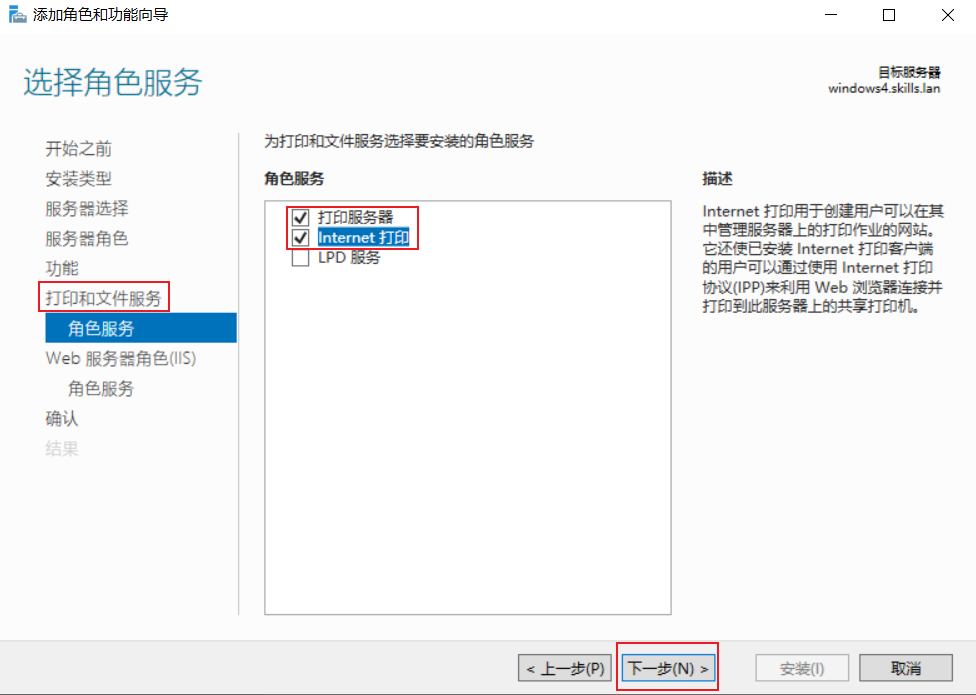 添加角色和功能向导
选择角色服务
目标服务器
windows4.skills.lan
开始之前
安装类型
服务器选择
服务器角色
功能
打印和文件服务
角色服务
Web 服务器角色(IIS)
角色服务
确认
结果
为打印和文件服务选择要安装的角色服务
角色服务
打印服务器
Internet 打印
LPD 服务
描述
Internet 打印用于创建用户可以在其
中管理服务器上的打印作业的网站。
它还使已安装 Internet 打印客户端
的用户可以通过使用 Internet 打印
协议(IPP)来利用 Web 浏览器连接并
打印到此服务器上的共享打印机。
< 上一步(P)
下一步(N) >
安装(I)
取消